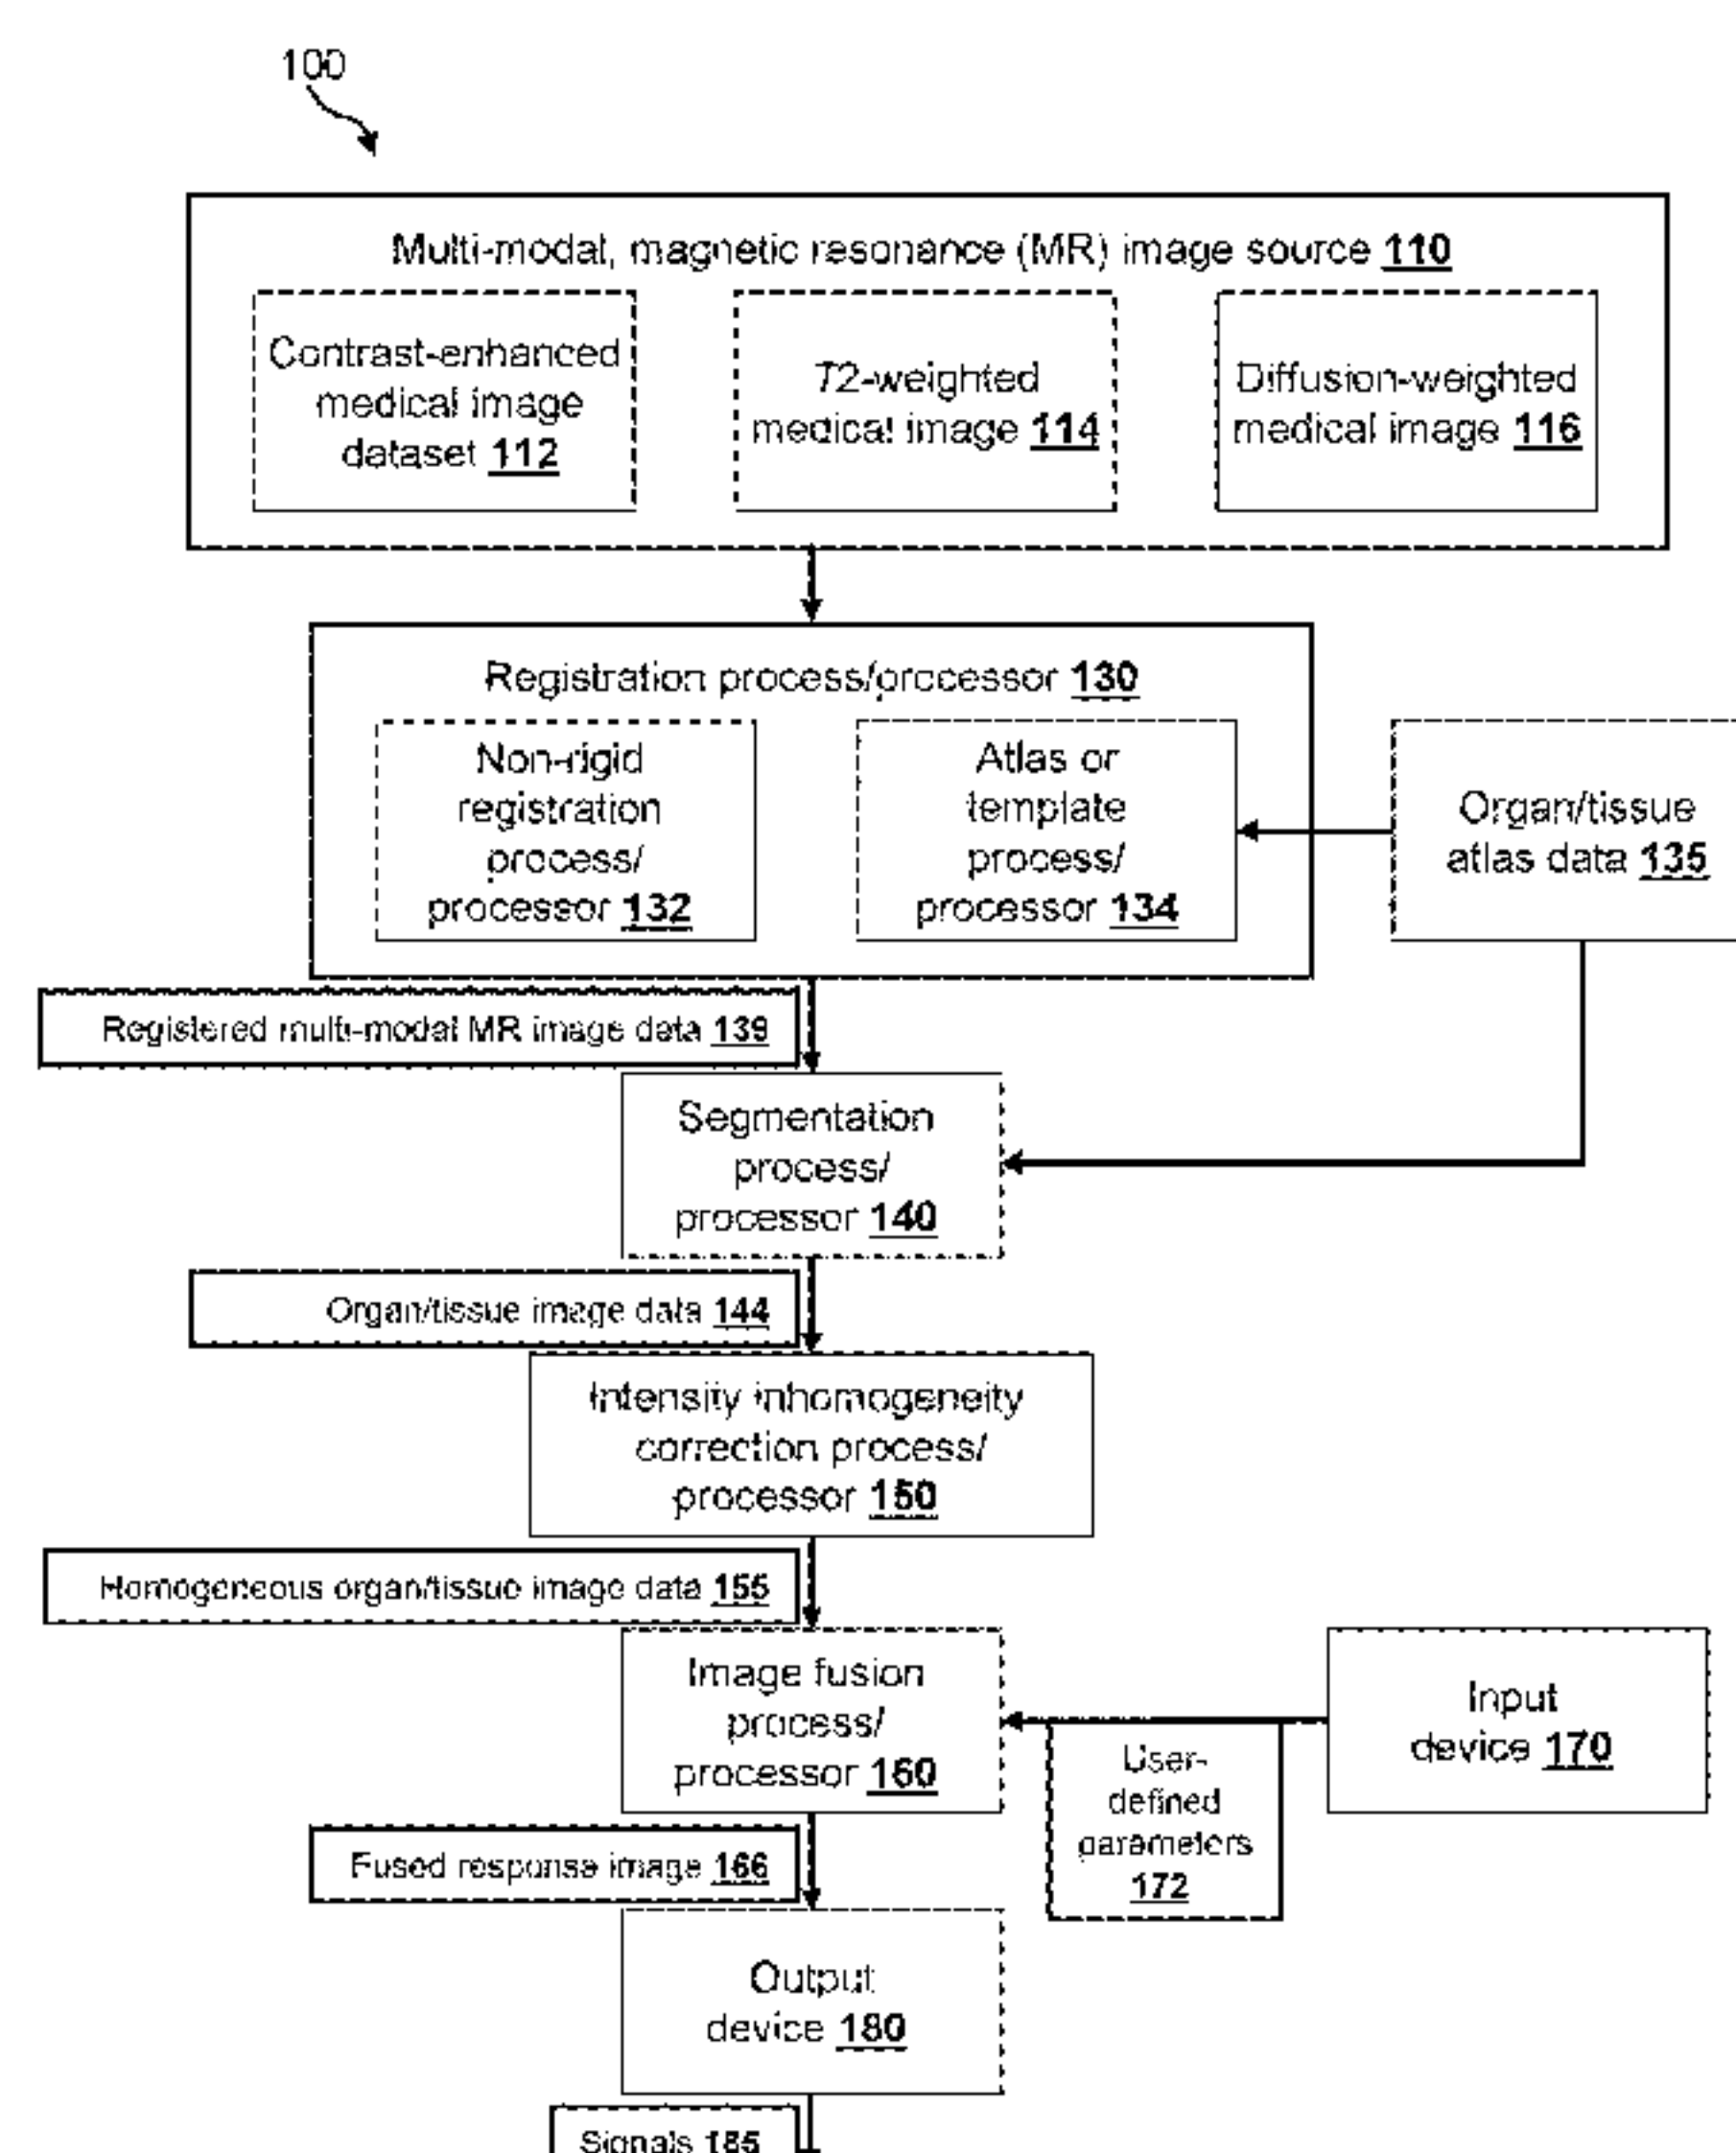 100
Multi-modal, magnetic resonance (MR) image source 110
Contrast-enhanced
medical image
dataset 112
T2-weighted
medical image 114
Diffusion-weighted
medical image 116
Registration process/processor 130
Non-rigid
registration
process/
processor 132
Atlas or
template
process/
processor 134
Organ/tissue
atlas data 135
Registered multi-modal MR image data 139
Segmentation
process/
processor 140
Organ/tissue image data 144
Intensity inhomogeneity
correction process/
processor 150
Homogeneous organ/tissue image data 155
Image fusion
process/
processor 160
Input
device 170
User-
defined
parameters
172
Fused response image 166
Output
device 180
Signals 185